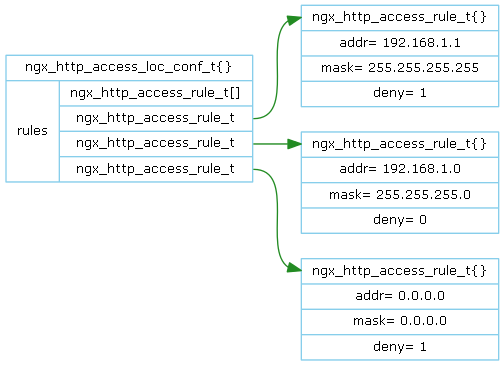 ngx_http_access_loc_conf_t{}
rules
ngx_http_access_rule_t[]
ngx_http_access_rule_t
ngx_http_access_rule_t
ngx_http_access_rule_t
ngx_http_access_rule_t{}
addr= 192.168.1.1
mask= 255.255.255.255
deny= 1
ngx_http_access_rule_t{}
addr= 192.168.1.0
mask= 255.255.255.0
deny= 0
ngx_http_access_rule_t{}
addr= 0.0.0.0
mask= 0.0.0.0
deny= 1